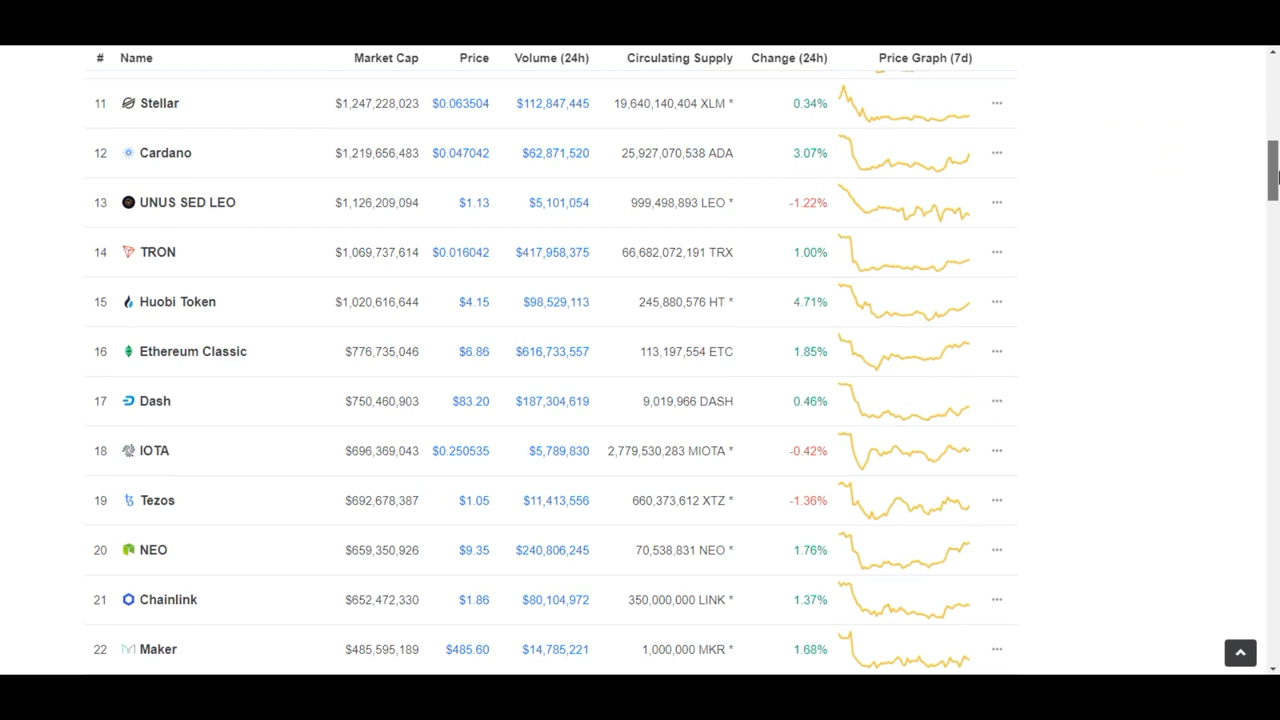 # Name Market Cap Price Volume (24h) Circulating Supply Change (24h) Price Graph (7d)
11 Stellar $1,247,228,023 $0.063504 $112,847,445 19,640,140,404 XLM * 0.34%
12 Cardano $1,219,656,483 $0.047042 $62,871,520 25,927,070,538 ADA 3.07%
13 UNUS SED LEO $1,126,209,094 $1.13 $5,101,054 999,498,893 LEO * -1.22%
14 TRON $1,069,737,614 $0.016042 $417,958,375 66,682,072,191 TRX 1.00%
15 Huobi Token $1,020,616,644 $4.15 $98,529,113 245,880,576 HT * 4.71%
16 Ethereum Classic $776,735,046 $6.86 $616,733,557 113,197,554 ETC 1.85%
17 Dash $750,460,903 $83.20 $187,304,619 9,019,966 DASH 0.46%
18 IOTA $696,369,043 $0.250535 $5,789,830 2,779,530,283 MIOTA * -0.42%
19 Tezos $692,678,387 $1.05 $11,413,556 660,373,612 XTZ * -1.36%
20 NEO $659,350,926 $9.35 $240,806,245 70,538,831 NEO * 1.76%
21 Chainlink $652,472,330 $1.86 $80,104,972 350,000,000 LINK * 1.37%
22 Maker $485,595,189 $485.60 $14,785,221 1,000,000 MKR * 1.68%